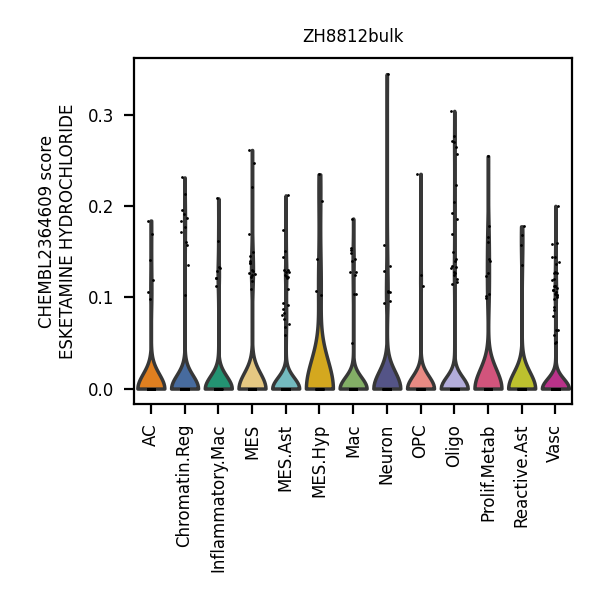 ZH8812bulk
CHEMBL2364609 score
ESKETAMINE HYDROCHLORIDE
0.3
0.2
0.1
0.0
AC
Chromatin.Reg
Inflammatory.Mac
MES
MES.Ast
MES.Hyp
Mac
Neuron
OPC
Oligo
Prolif.Metab
Reactive.Ast
Vasc